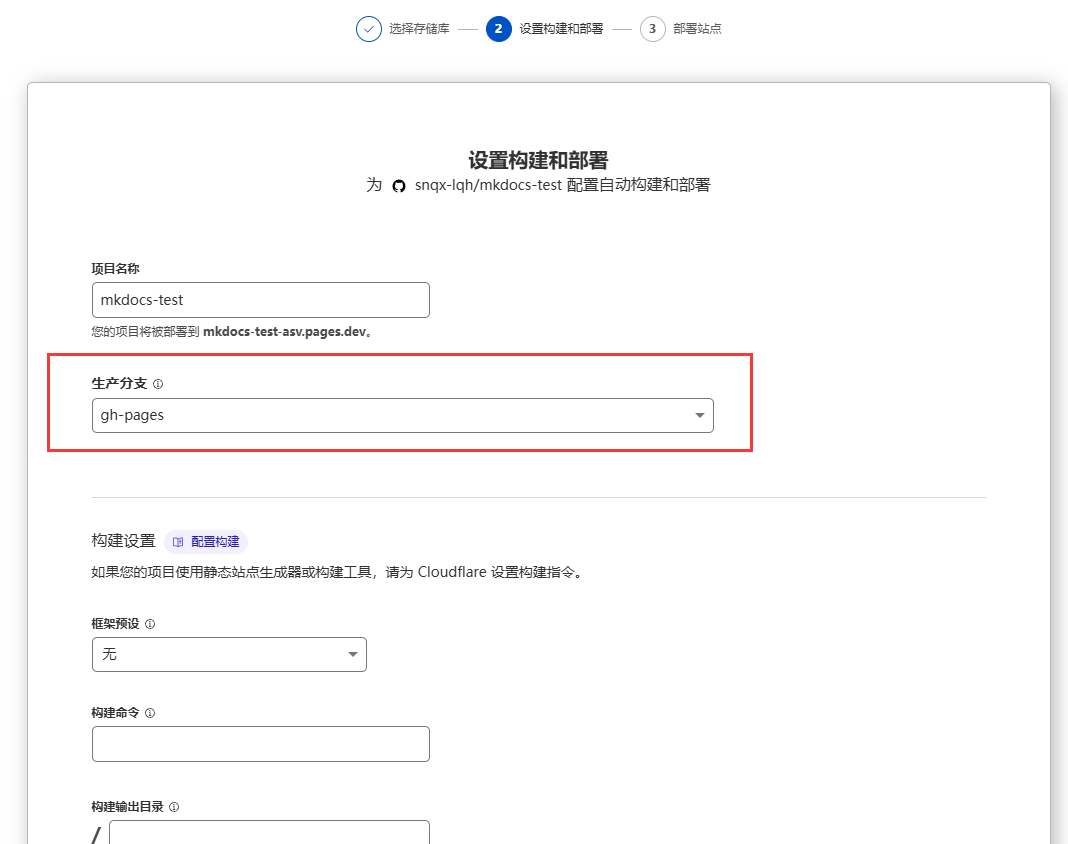 选择存储库 2 设置构建和部署 3 部署站点
设置构建和部署
为 snqx-lqh/mkdocs-test 配置自动构建和部署
项目名称
mkdocs-test
您的项目将被部署到 mkdocs-test-asv.pages.dev。
生产分支
gh-pages
构建设置 配置构建
如果您的项目使用静态站点生成器或构建工具，请为 Cloudflare 设置构建指令。
框架预设
无
构建命令
构建输出目录
/